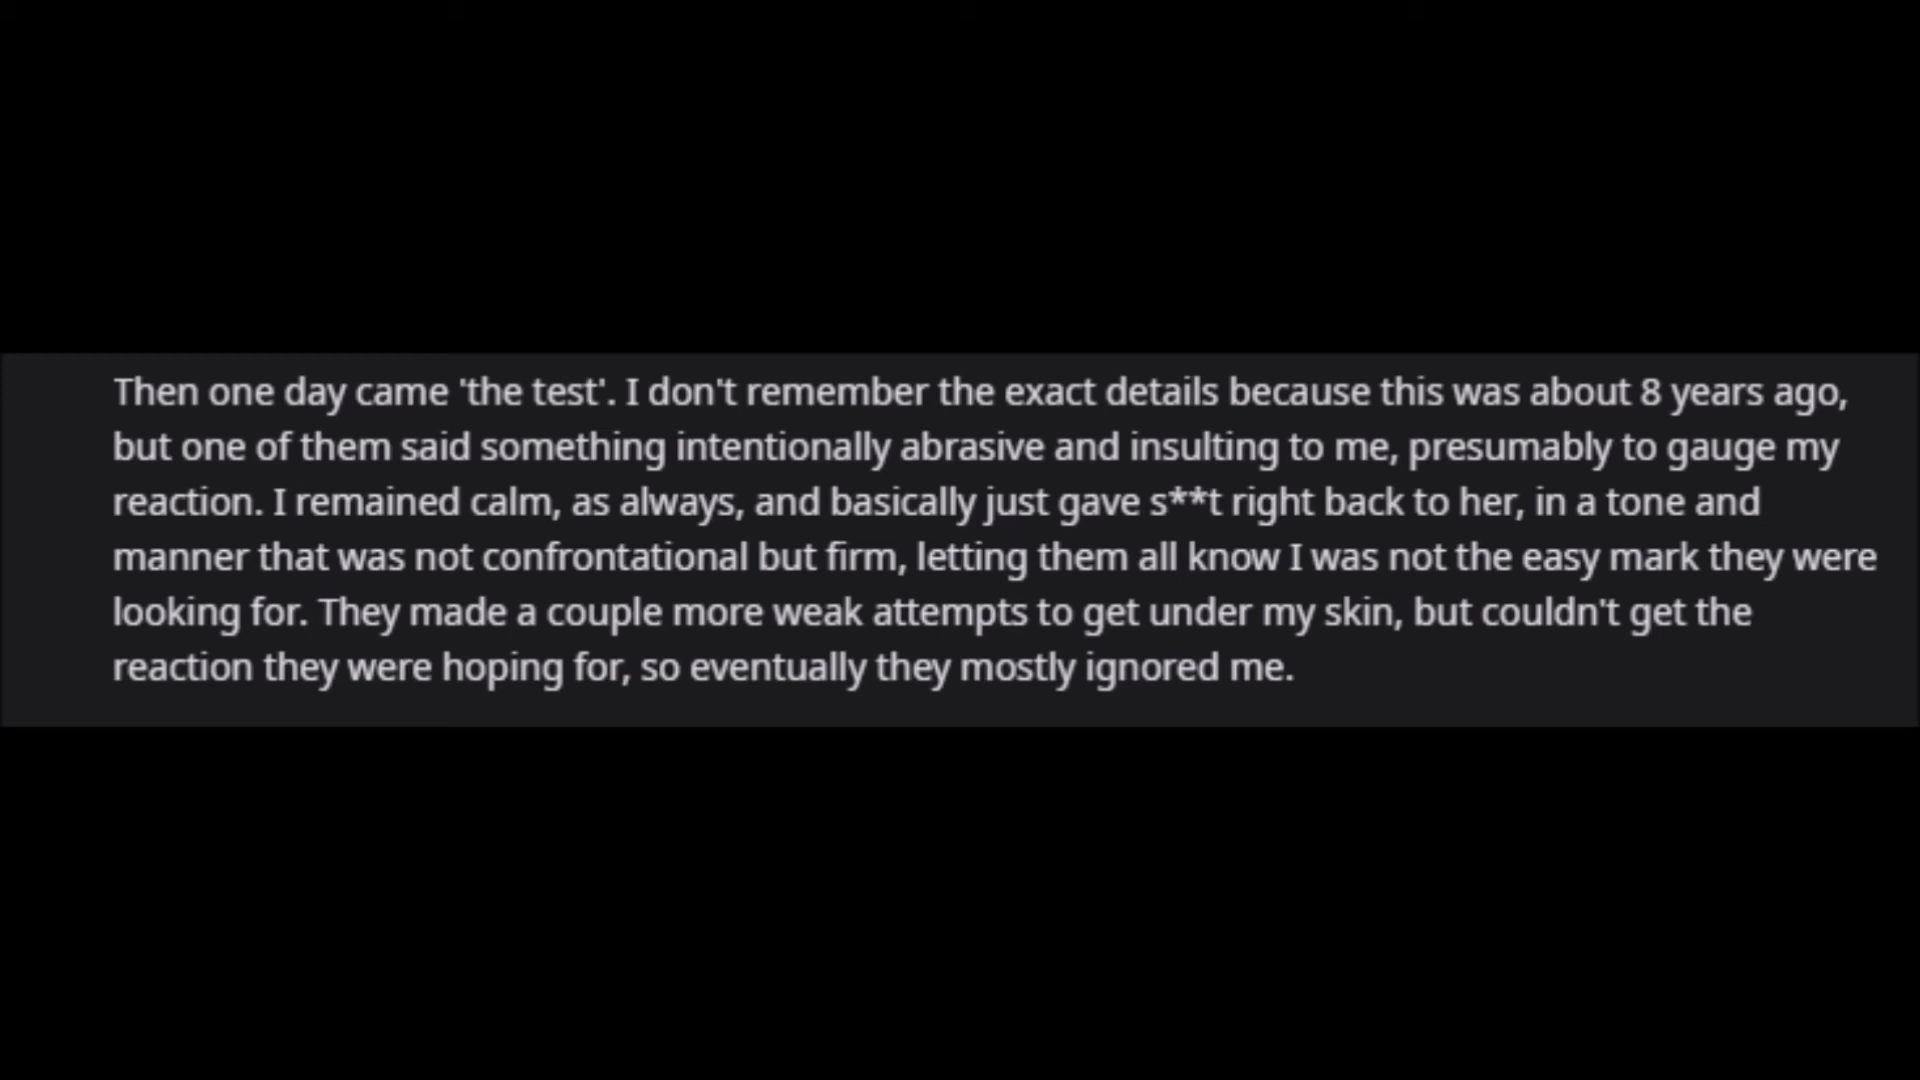 Then one day came 'the test'. I don't remember the exact details because this was about 8 years ago,
but one of them said something intentionally abrasive and insulting to me, presumably to gauge my
reaction. I remained calm, as always, and basically just gave s**t right back to her, in a tone and
manner that was not confrontational but firm, letting them all know I was not the easy mark they were
looking for. They made a couple more weak attempts to get under my skin, but couldn't get the
reaction they were hoping for, so eventually they mostly ignored me.